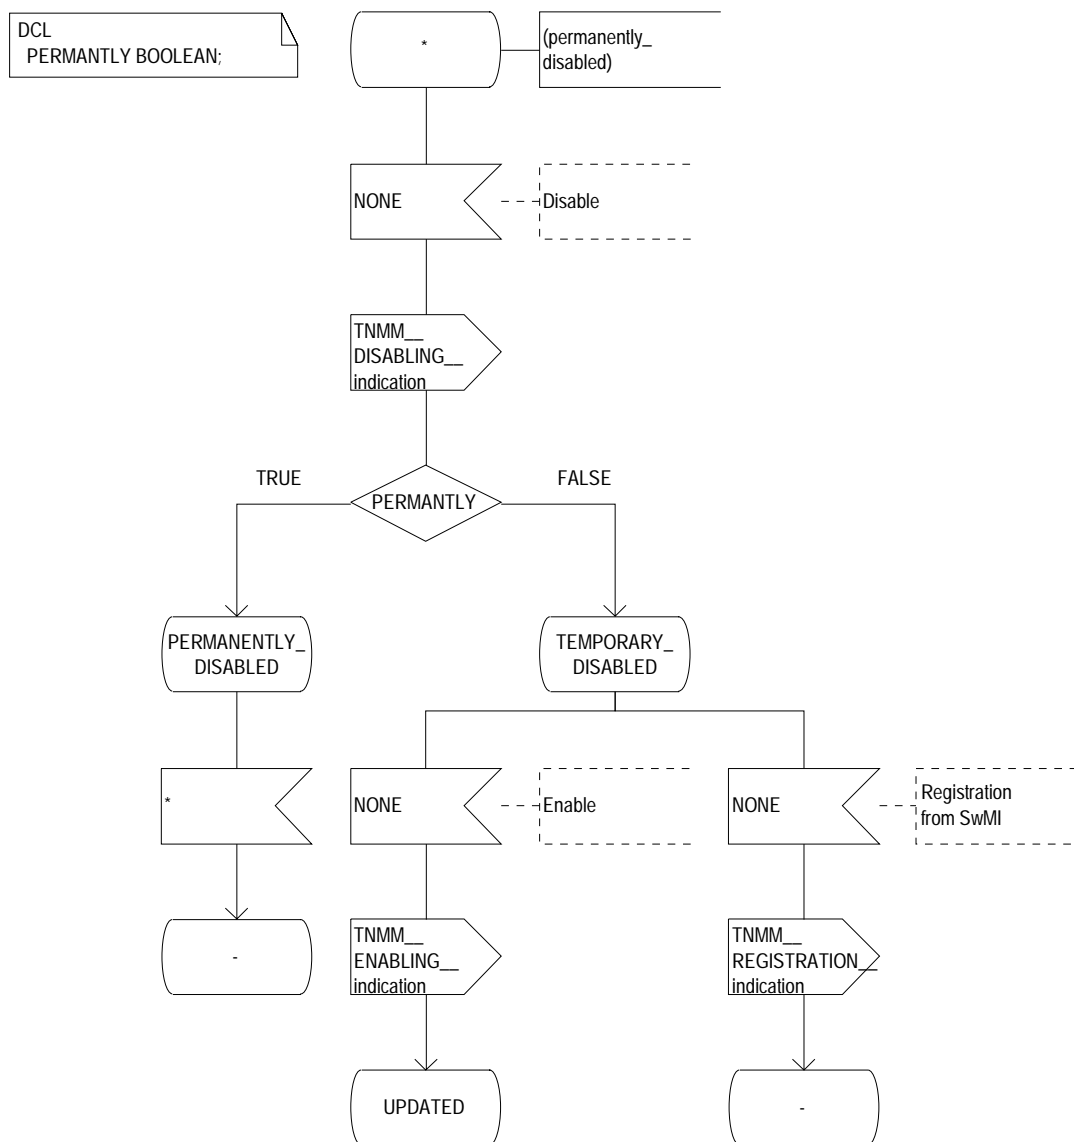 DCL
PERMANTLY BOOLEAN;
*
(permanently_
disabled)
NONE
Disable
TNMM__
DISABLING__
indication
TRUE
FALSE
PERMANTLY
PERMANENTLY_
DISABLED
TEMPORARY_
DISABLED
*
NONE
Enable
NONE
Registration
from SwMI
-
TNMM__
ENABLING__
indication
TNMM__
REGISTRATION__
indication
UPDATED
-